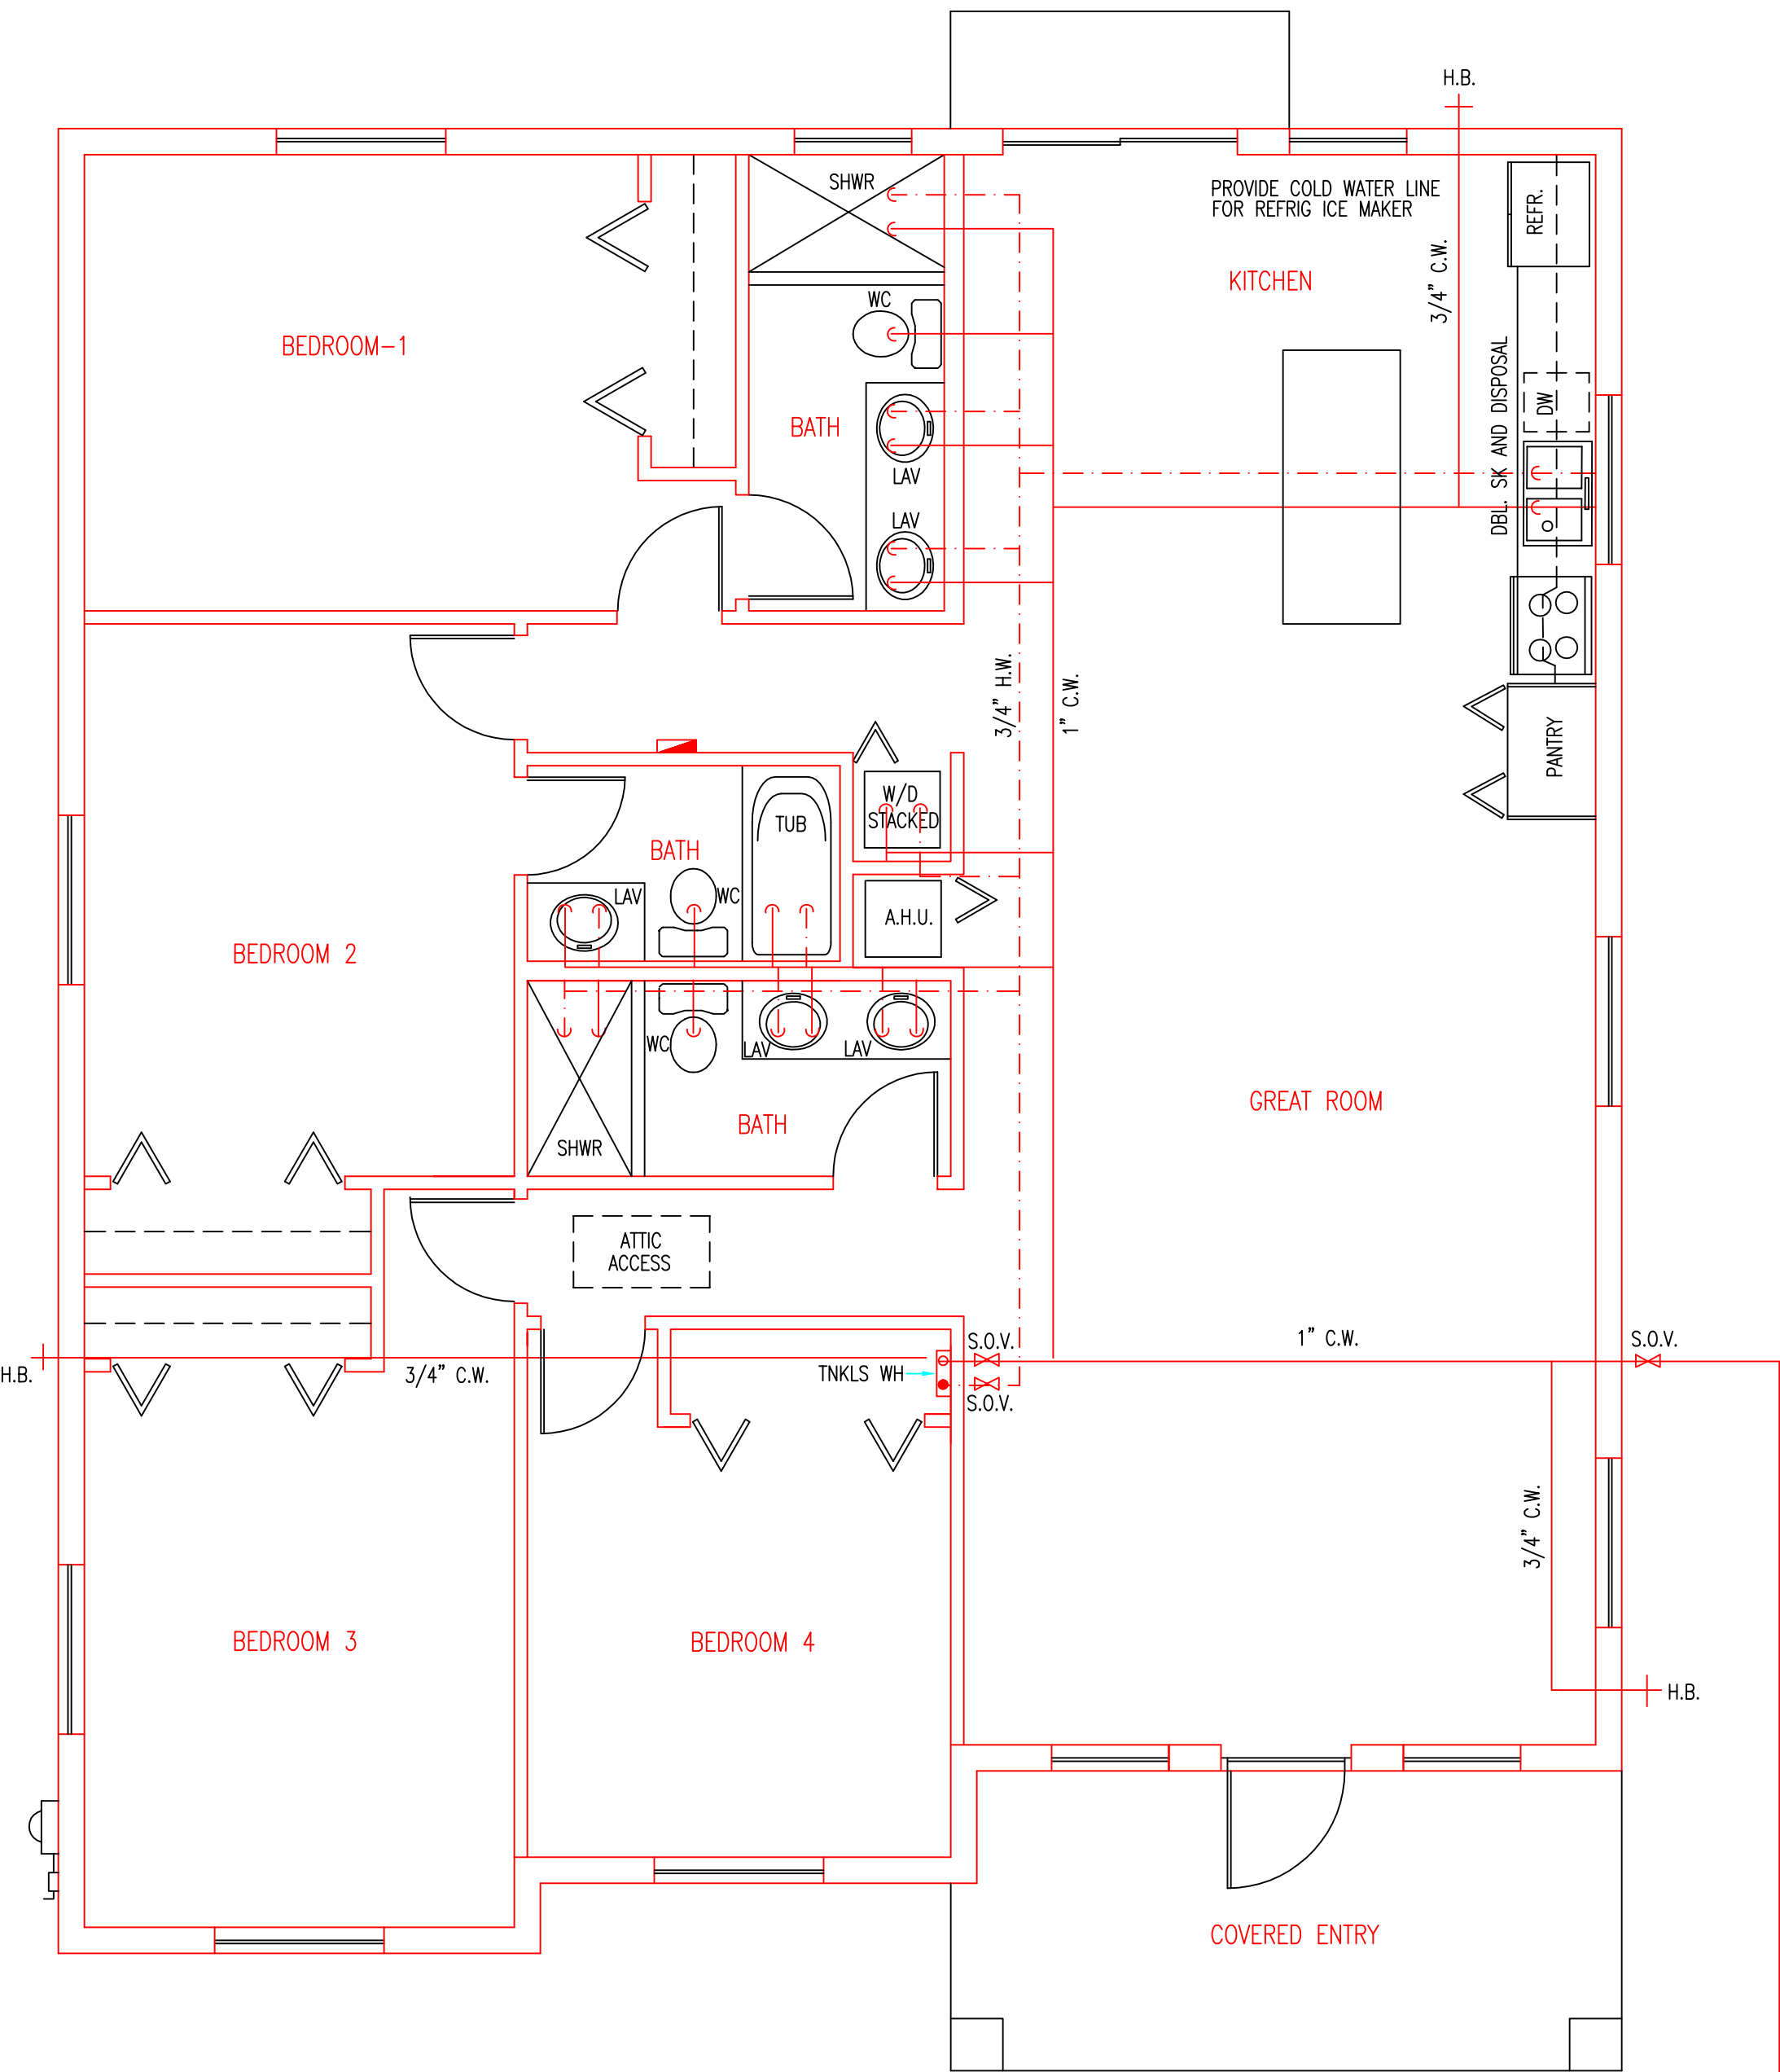 H.B.
SHWR
PROVIDE COLD WATER LINE
FOR REFRIG ICE MAKER
REFR.
3/4" C.W.
KITCHEN
WC
BEDROOM-1
BATH
DW
DBL. SK AND DISPOSAL
LAV
LAV
3/4" H.W.
1" C.W.
PANTRY
W/D
STACKED
TUB
BATH
LAV
WC
A.H.U.
BEDROOM 2
WC
LAV
LAV
GREAT ROOM
BATH
SHWR
ATTIC
ACCESS
S.O.V.
1" C.W.
S.O.V.
H.B.
3/4" C.W.
TNKLS WH
S.O.V.
3/4" C.W.
BEDROOM 3
BEDROOM 4
H.B.
COVERED ENTRY